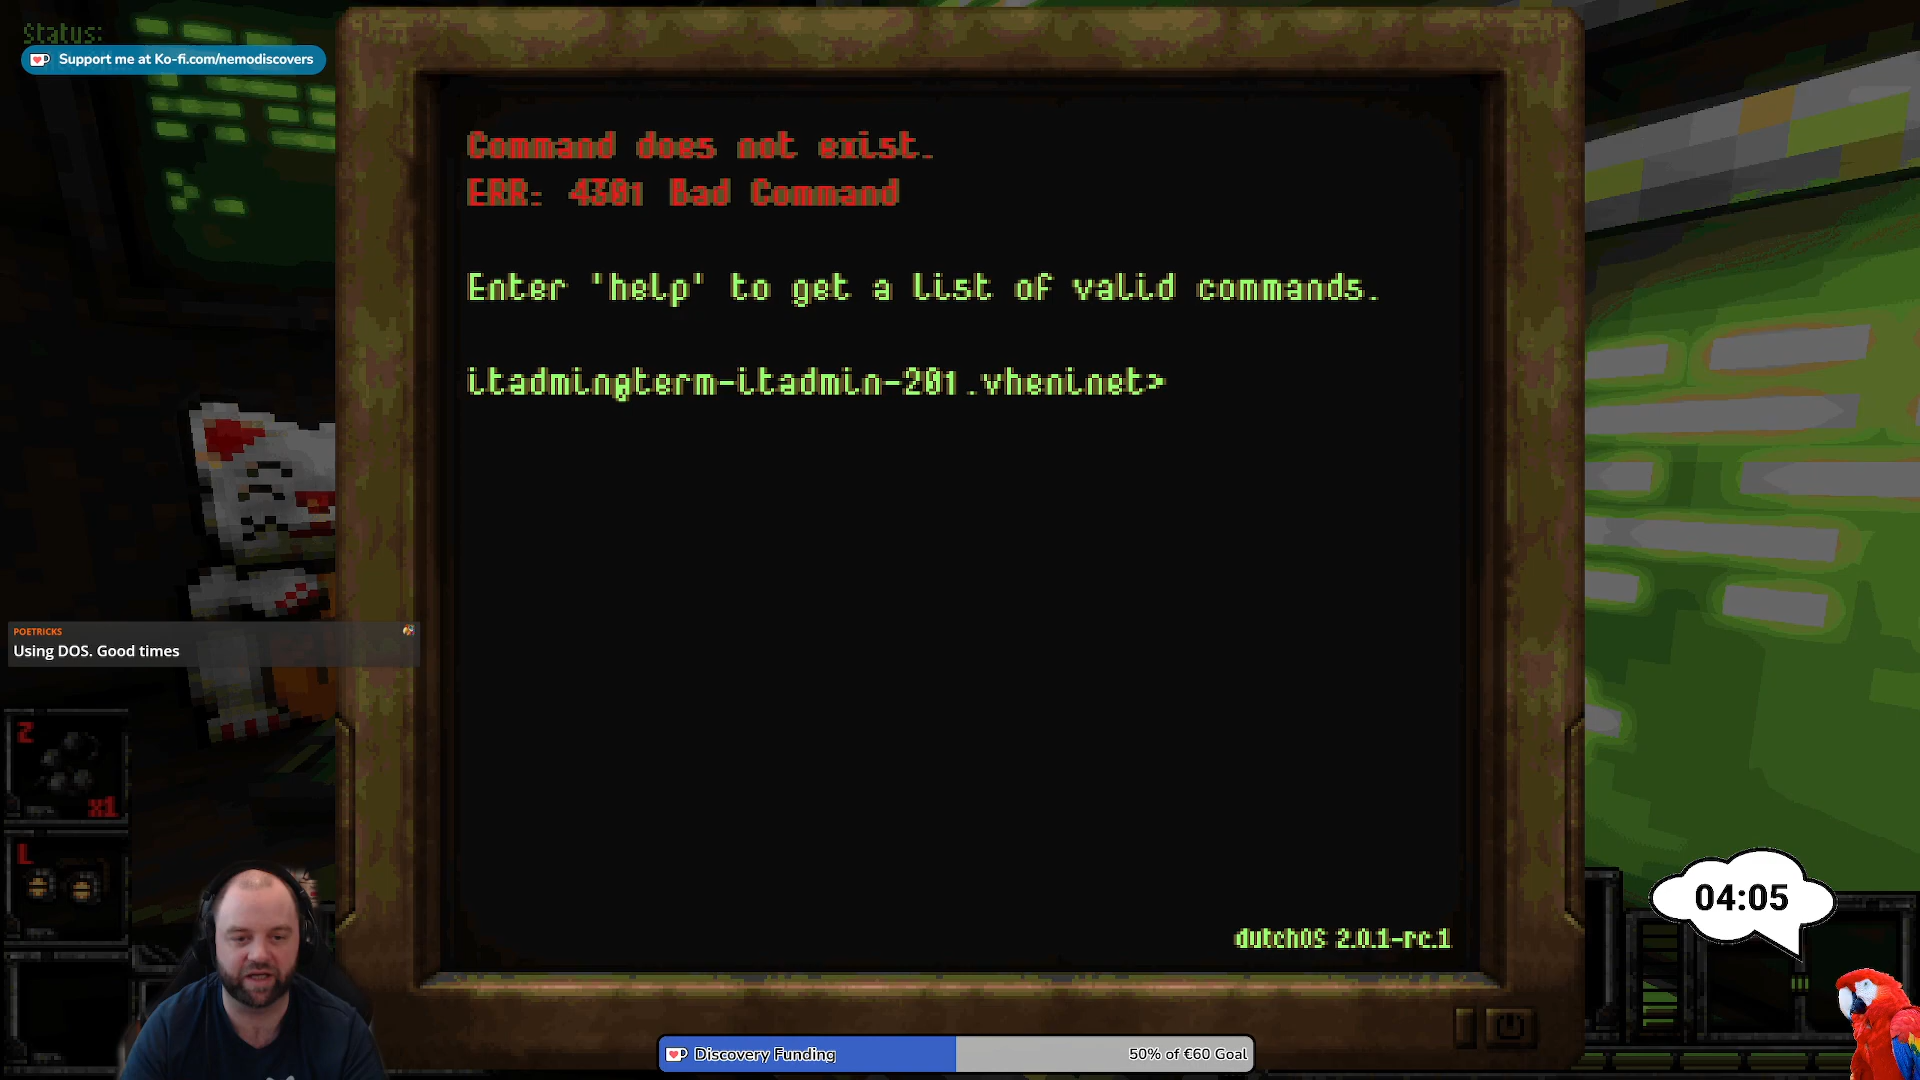 Status:
Support me at Ko-fi.com/nemodiscovers
Command does not exist.
ERR: 4301 Bad Command
Enter 'help' to get a list of valid commands.
itadmin@term-itadmin-201.vheninet>
POETRICKS
Using DOS. Good times
Z
x1
L
04:05
dutchOS 2.0.1-rc.1
Discovery Funding
50% of €60 Goal